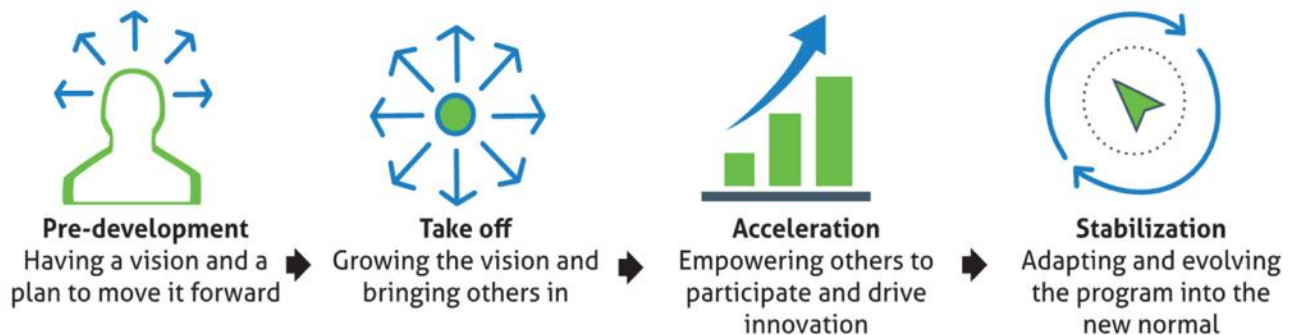 Pre-development
Having a vision and a
plan to move it forward
Take off
Growing the vision and
bringing others in
Acceleration
Empowering others to
participate and drive
innovation
Stabilization
Adapting and evolving
the program into the
new normal